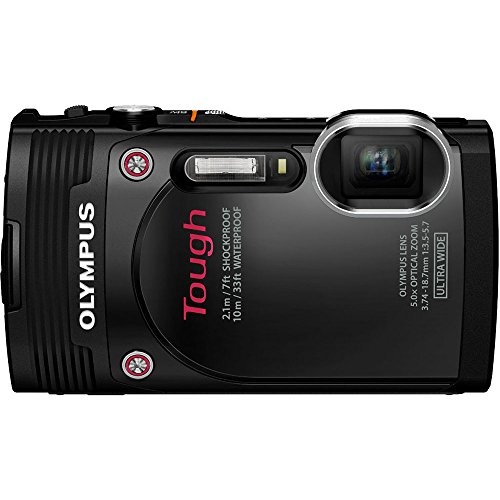 OLYMPUS
Tough
2.1m / 7ft SHOCKPROOF
10m / 33ft WATERPROOF
OLYMPUS LENS
5.0x OPTICAL ZOOM
3.74-18.7mm 1:3.5-5.7
ULTRA WIDE